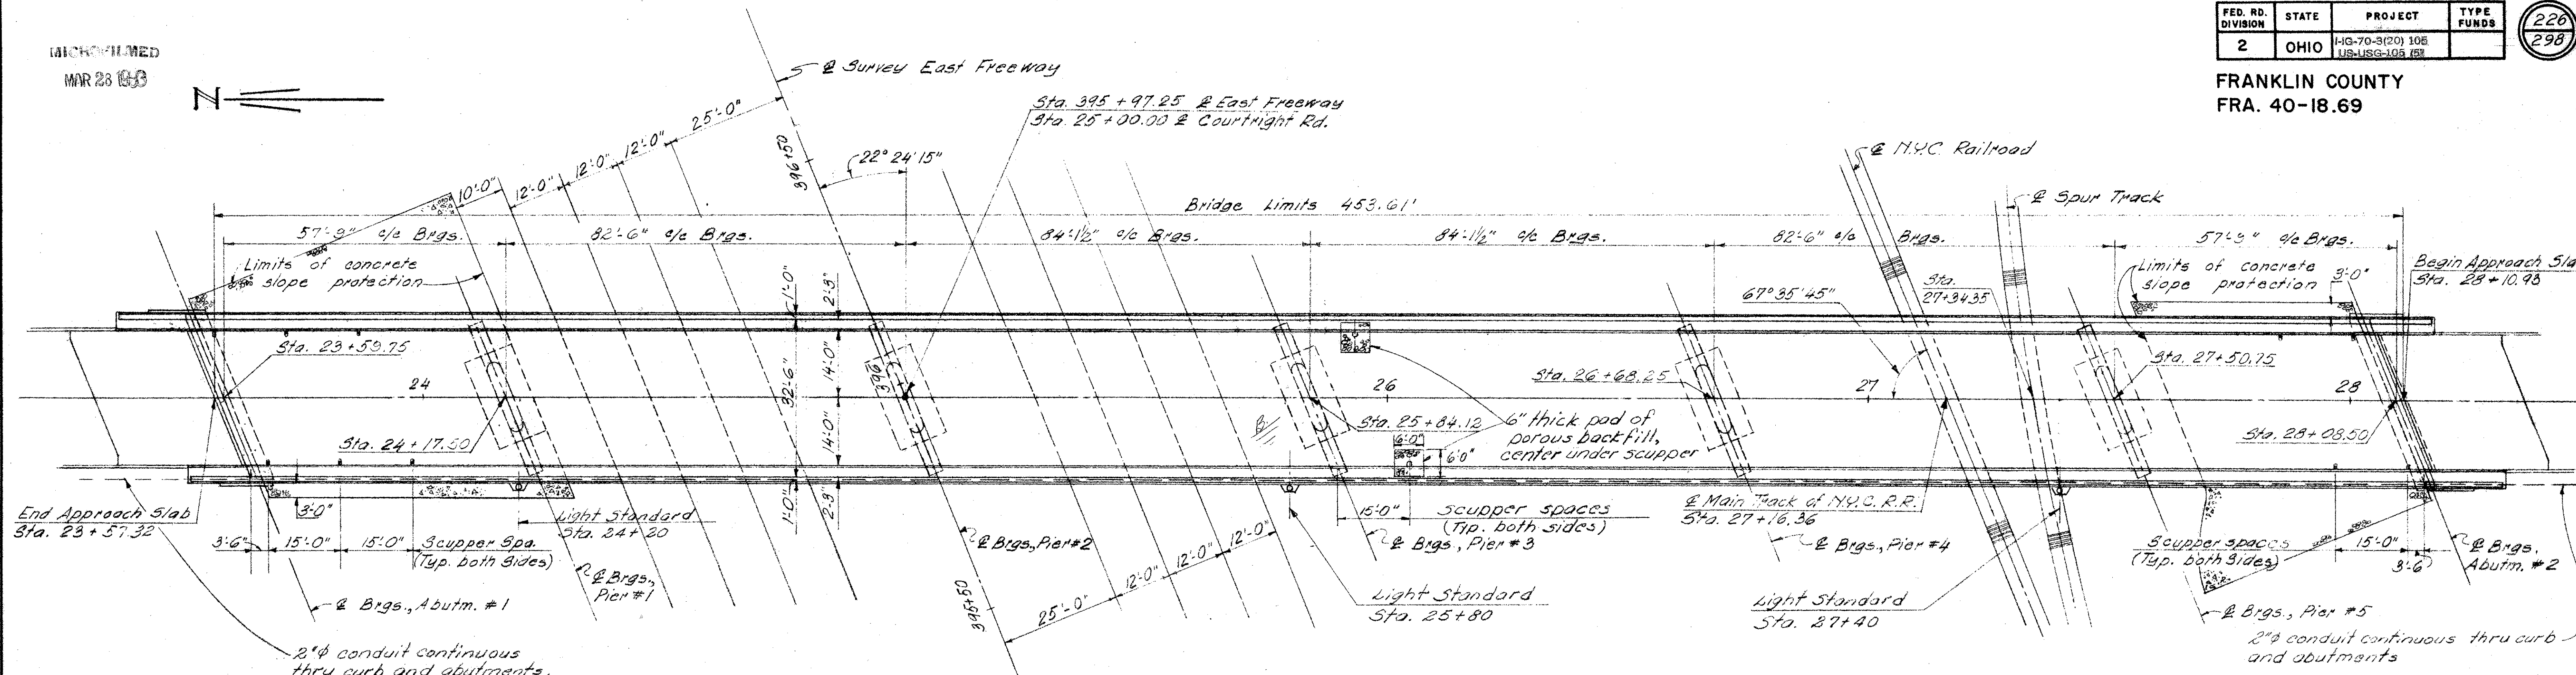 MICROFILMED
MAR 28
N
FED. RD. DIVISION
STATE
PROJECT
TYPE FUNDS
2
OHIO
I-IG-70-3(20) 105
US-USG-105 (5)
226
298
FRANKLIN COUNTY
FRA. 40-18.69
℄ Survey East Freeway
Sta. 395 + 97.25 ℄ East Freeway
Sta. 25 + 00.00 ℄ Courtright Rd.
10'-0"
12'-0"
12'-0"
12'-0"
25'-0"
396+50
22° 24' 15"
℄ N.Y.C. Railroad
℄ Spur Track
Bridge Limits 453.61'
57'-9" c/c Brgs.
82'-6" c/c Brgs.
84'-1½" c/c Brgs.
84'-1½" c/c Brgs.
82'-6" c/c Brgs.
57'-9" c/c Brgs.
Limits of concrete
slope protection
1'-0"
2'-3"
67° 35' 45"
Sta.
27+34.35
Limits of concrete
slope protection
3'-0"
Begin Approach Sla
Sta. 28 + 10.93
Sta. 23 + 59.75
24
32'-6"
14'-0"
396
26
Sta. 26 + 68.25
27
Sta. 27+50.75
28
Sta. 24 + 17.50
14'-0"
Sta. 25 + 84.12
6'-0"
6'-0"
6" thick pad of
porous backfill,
center under scupper
Sta. 28 + 08.50
End Approach Slab
Sta. 23 + 57.32
3'-0"
1'-0"
2'-3"
Light Standard
Sta. 24 + 20
3'-6"
15'-0"
15'-0"
Scupper Spa.
(Typ. both Sides)
℄ Brgs.,
Pier #1
℄ Brgs., Pier #2
15'-0"
Scupper spaces
(Typ. both sides)
℄ Brgs., Pier #3
℄ Main Track of N.Y.C. R.R.
Sta. 27 + 16.36
℄ Brgs., Pier #4
Scupper spaces
(Typ. both Sides)
15'-0"
3'-6"
℄ Brgs.
Abutm. #2
℄ Brgs., Abutm. #1
395+50
25'-0"
12'-0"
12'-0"
12'-0"
Light Standard
Sta. 25+80
Light Standard
Sta. 27+40
℄ Brgs., Pier #5
2"φ conduit continuous
thru curb and abutments.
2"φ conduit continuous thru curb
and abutments